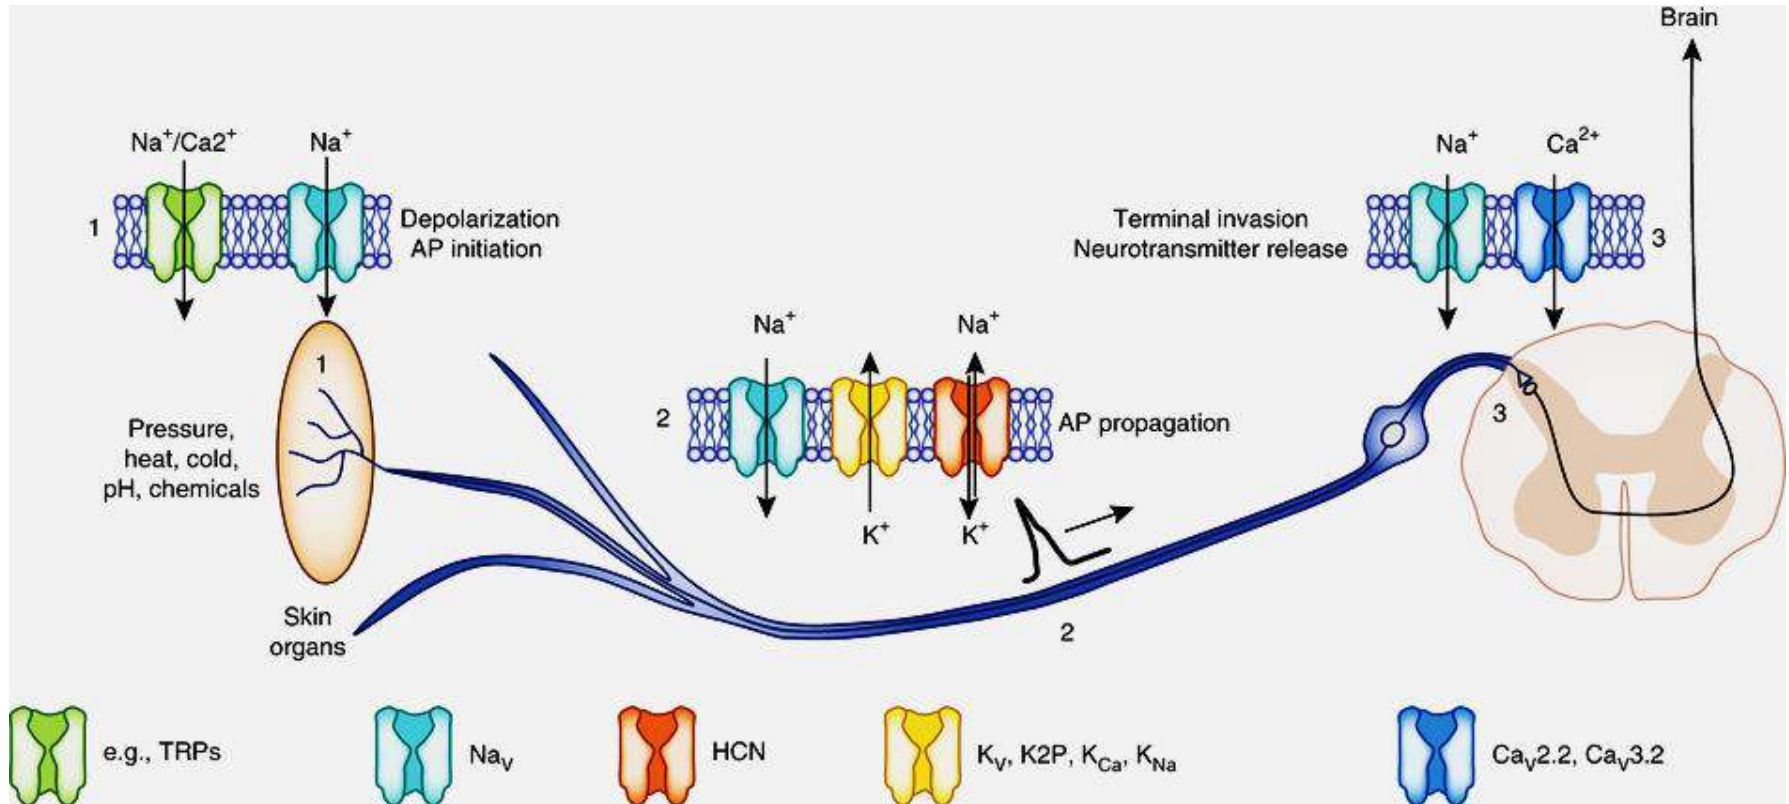 Brain
Na⁺/Ca2⁺
Na⁺
1
Depolarization
AP initiation
Na⁺
Ca²⁺
Terminal invasion
Neurotransmitter release
3
1
Pressure,
heat, cold,
pH, chemicals
Skin
organs
Na⁺
Na⁺
2
AP propagation
K⁺
K⁺
2
3
e.g., TRPs
Naᵥ
HCN
Kᵥ, K2P, K_Ca, K_Na
Caᵥ2.2, Caᵥ3.2